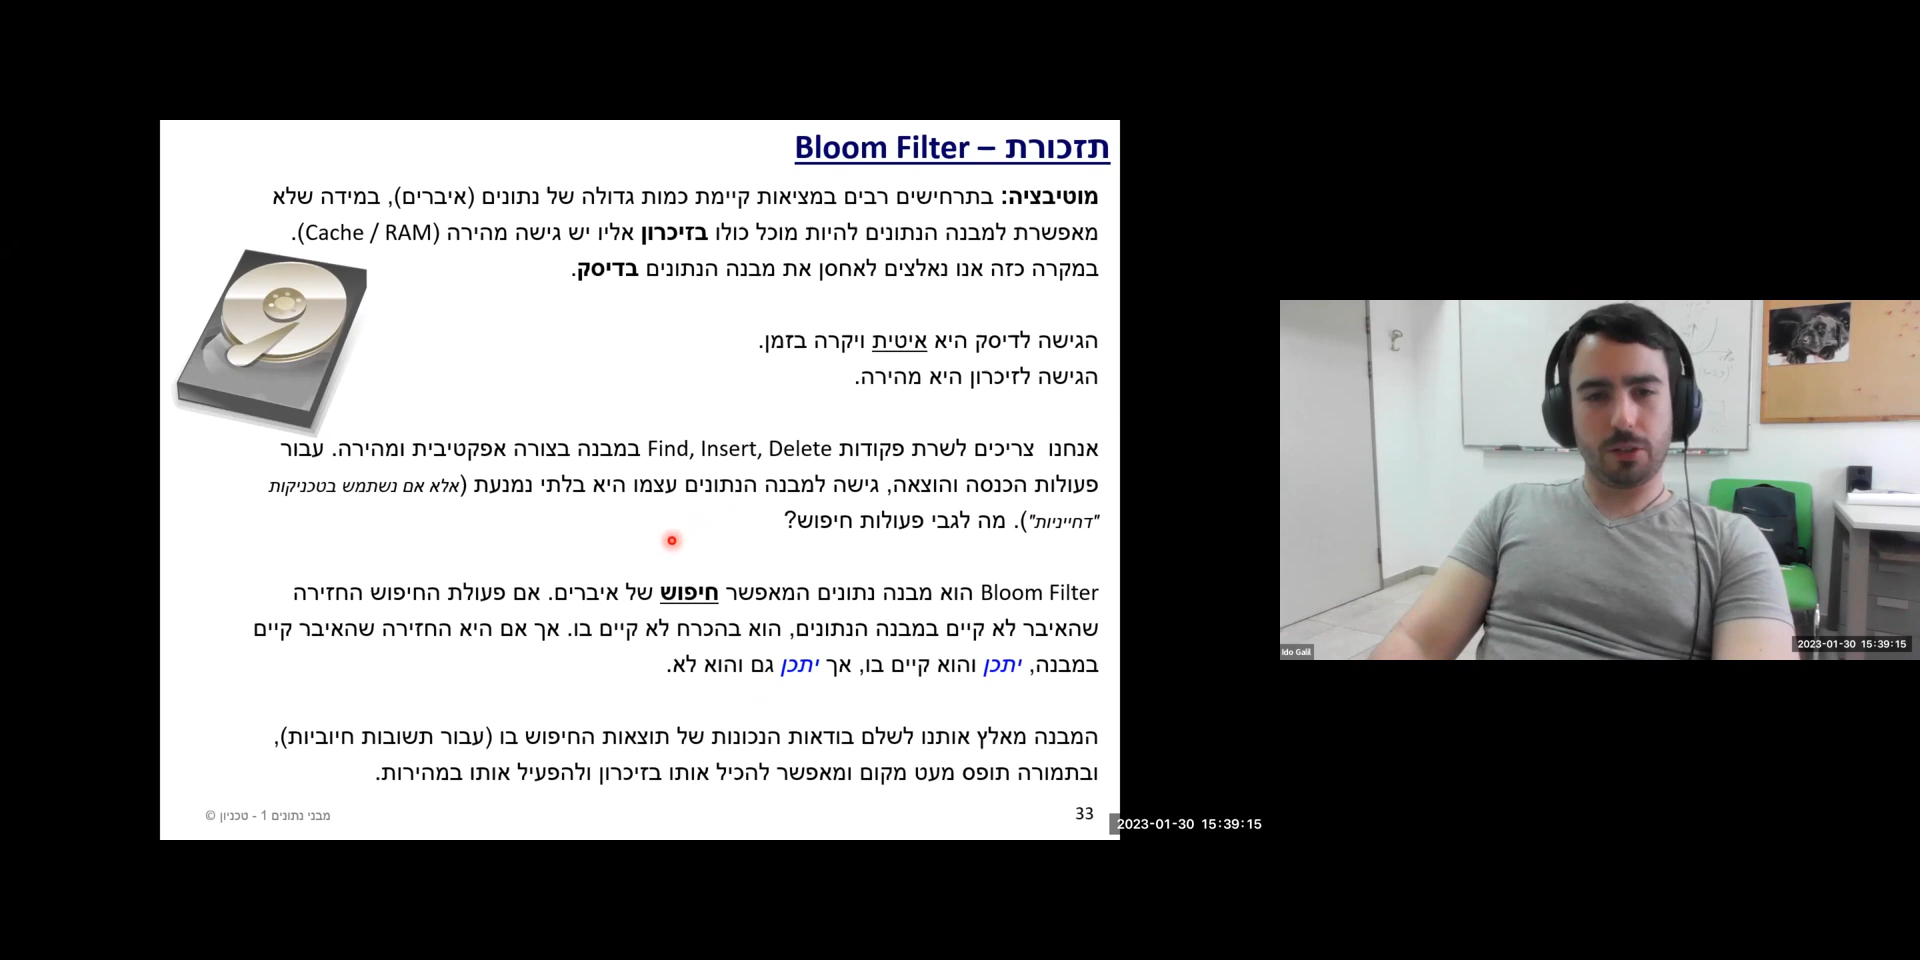 תזכורת – Bloom Filter
מוטיבציה: בתרחישים רבים במציאות קיימת כמות גדולה של נתונים (איברים), במידה שלא
מאפשרת למבנה הנתונים להיות מוכל כולו בזיכרון אליו יש גישה מהירה (Cache / RAM).
במקרה כזה אנו נאלצים לאחסן את מבנה הנתונים בדיסק.
הגישה לדיסק היא איטית ויקרה בזמן.
הגישה לזיכרון היא מהירה.
אנחנו צריכים לשרת פקודות Find, Insert, Delete במבנה בצורה אפקטיבית ומהירה. עבור
פעולות הכנסה והוצאה, גישה למבנה הנתונים עצמו היא בלתי נמנעת (אלא אם נשתמש בטכניקות
"דחייניות"). מה לגבי פעולות חיפוש?
Bloom Filter הוא מבנה נתונים המאפשר חיפוש של איברים. אם פעולת החיפוש החזירה
שהאיבר לא קיים במבנה הנתונים, הוא בהכרח לא קיים בו. אך אם היא החזירה שהאיבר קיים
במבנה, יתכן והוא קיים בו, אך יתכן גם והוא לא.
המבנה מאלץ אותנו לשלם בודאות הנכונות של תוצאות החיפוש בו (עבור תשובות חיוביות),
ובתמורה תופס מעט מקום ומאפשר להכיל אותו בזיכרון ולהפעיל אותו במהירות.
33
מבני נתונים 1 - טכניון ©
2023-01-30 15:39:15
Ido Galil
2023-01-30 15:39:15